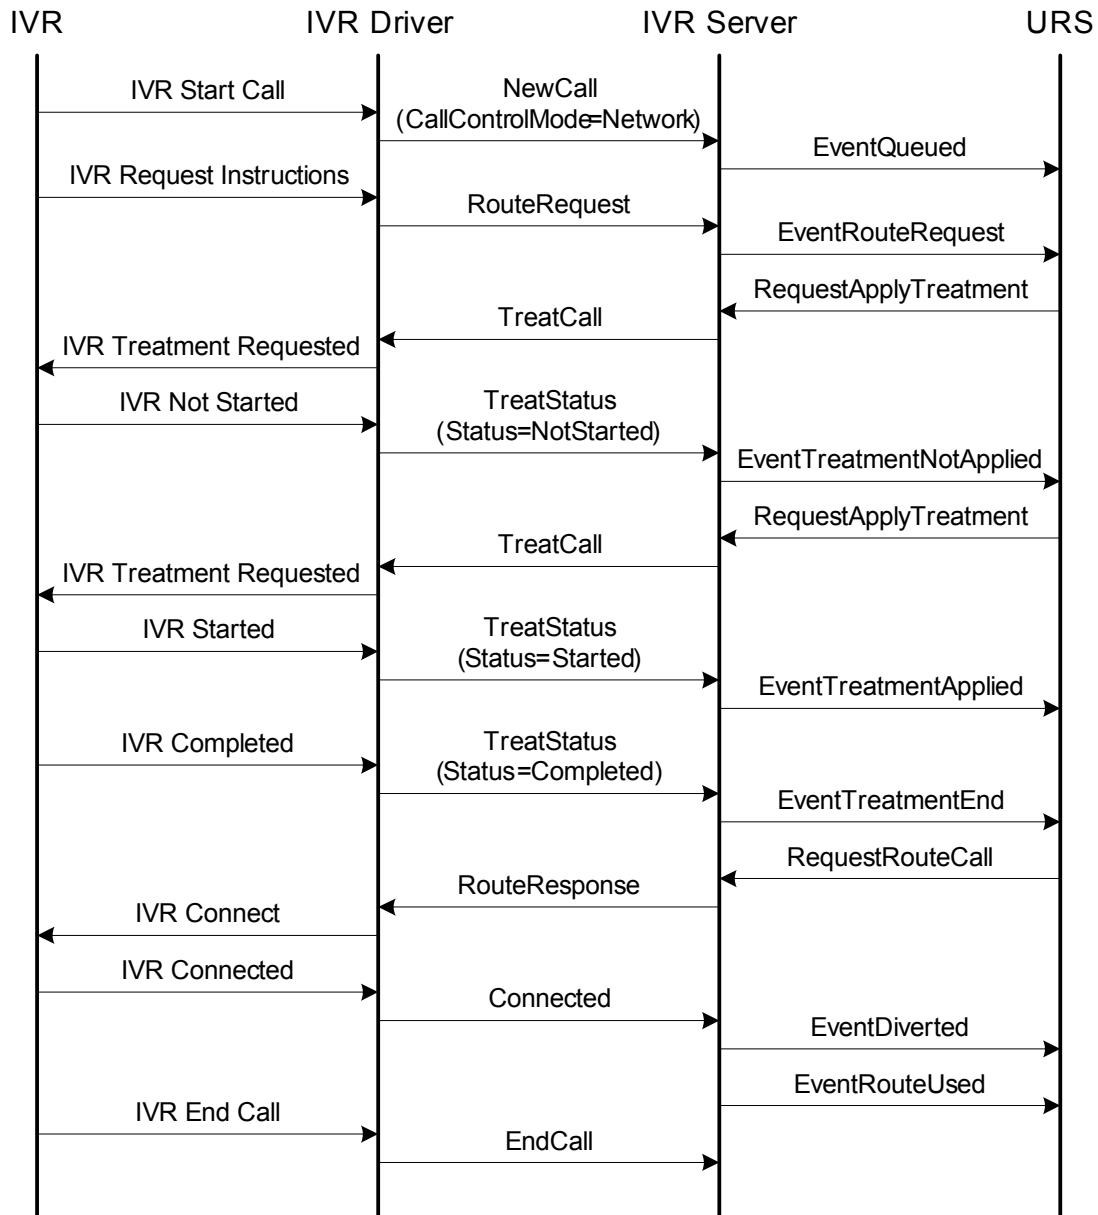 IVR IVR Driver IVR Server URS
IVR Start Call
NewCall
(CallControlMode=Network)
EventQueued
IVR Request Instructions
RouteRequest
EventRouteRequest
RequestApplyTreatment
TreatCall
IVR Treatment Requested
IVR Not Started
TreatStatus
(Status=NotStarted)
EventTreatmentNotApplied
RequestApplyTreatment
TreatCall
IVR Treatment Requested
IVR Started
TreatStatus
(Status=Started)
EventTreatmentApplied
IVR Completed
TreatStatus
(Status=Completed)
EventTreatmentEnd
RequestRouteCall
RouteResponse
IVR Connect
IVR Connected
Connected
EventDiverted
EventRouteUsed
IVR End Call
EndCall